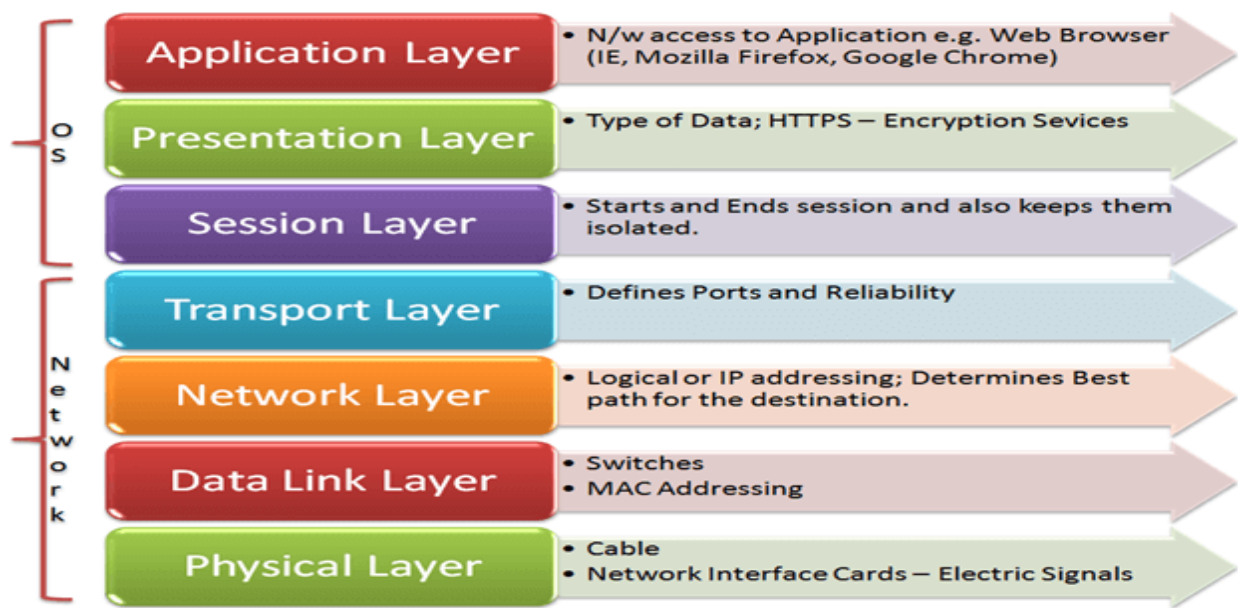 OS
Application Layer
• N/w access to Application e.g. Web Browser
(IE, Mozilla Firefox, Google Chrome)
Presentation Layer
• Type of Data; HTTPS – Encryption Sevices
Session Layer
• Starts and Ends session and also keeps them
isolated.
Network
Transport Layer
• Defines Ports and Reliability
Network Layer
• Logical or IP addressing; Determines Best
path for the destination.
Data Link Layer
• Switches
• MAC Addressing
Physical Layer
• Cable
• Network Interface Cards – Electric Signals